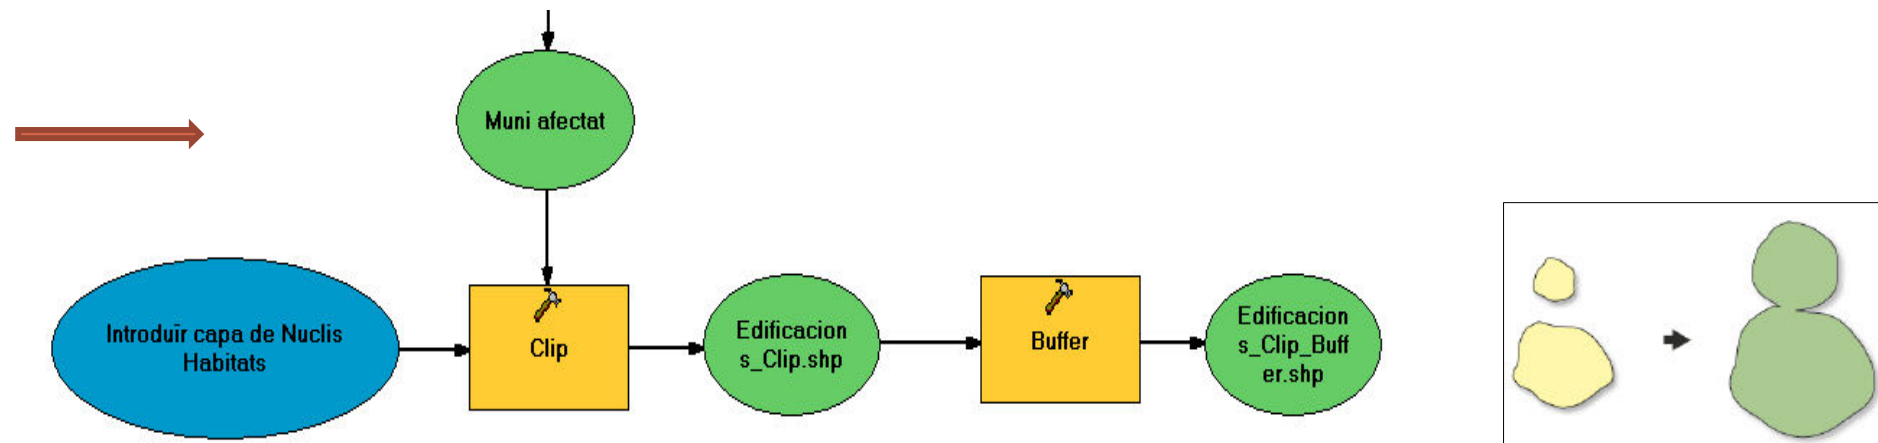 Muni afectat
Introduïr capa de Nuclis
Habitats
Clip
Edificacion
s_Clip.shp
Buffer
Edificacion
s_Clip_Buff
er.shp